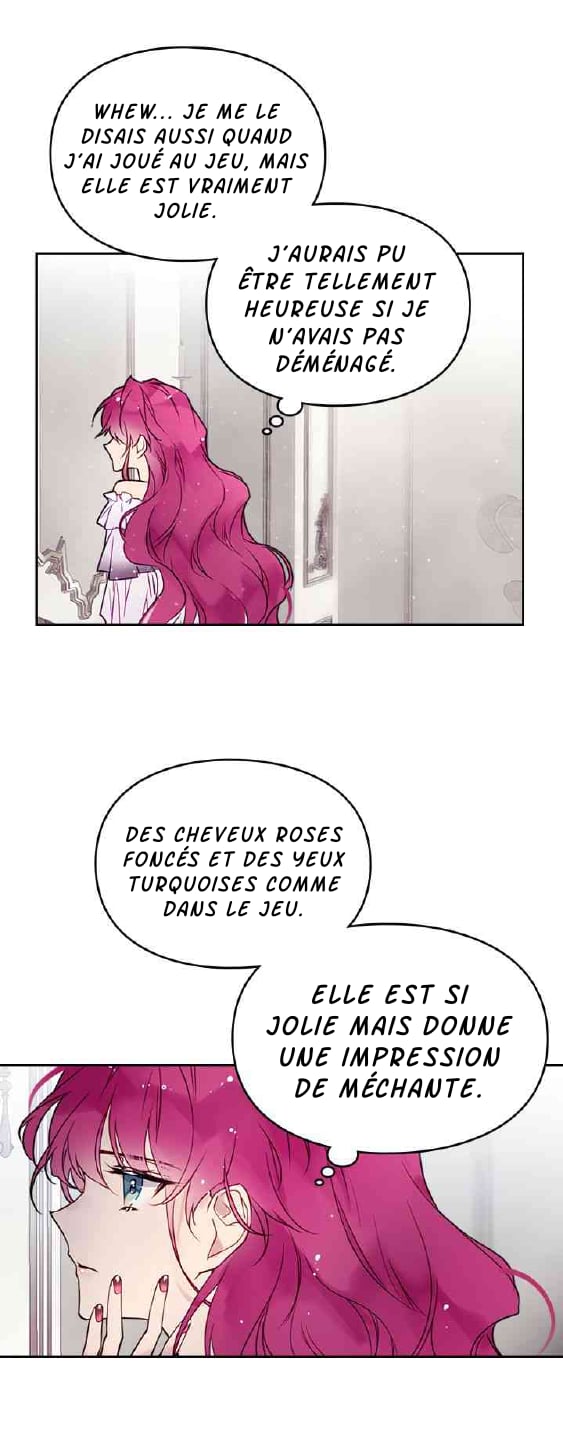 WHEW... JE ME LE
DISAIS AUSSI QUAND
J'AI JOUÉ AU JEU, MAIS
ELLE EST VRAIMENT
JOLIE.
J'AURAIS PU
ÊTRE TELLEMENT
HEUREUSE SI JE
N'AVAIS PAS
DÉMÉNAGÉ.
DES CHEVEUX ROSES
FONCÉS ET DES YEUX
TURQUOISES COMME
DANS LE JEU.
ELLE EST SI
JOLIE MAIS DONNE
UNE IMPRESSION
DE MÉCHANTE.